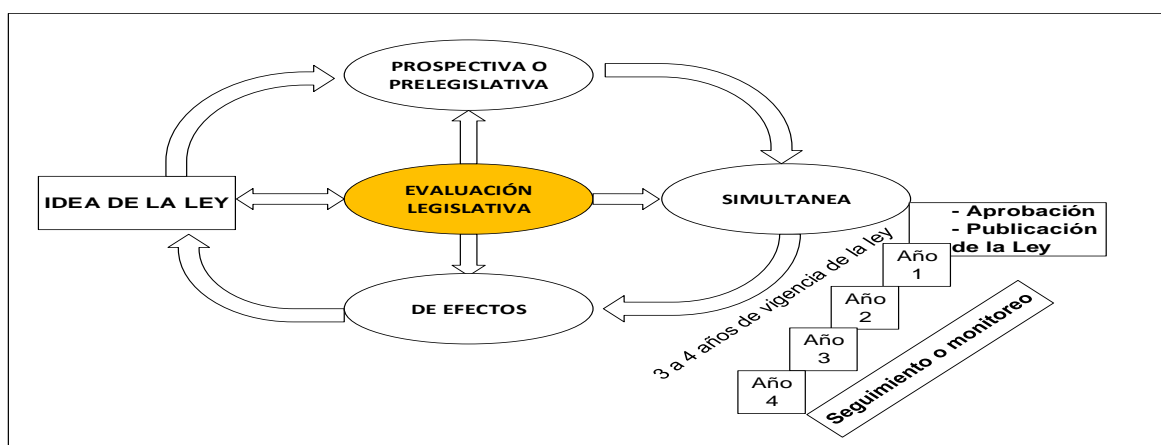 PROSPECTIVA O
PRELEGISLATIVA
IDEA DE LA LEY
EVALUACIÓN
LEGISLATIVA
SIMULTANEA
- Aprobación
- Publicación
de la Ley
DE EFECTOS
3 a 4 años de vigencia de la ley
Año
1
Año
2
Año
3
Año
4
Seguimiento o monitoreo